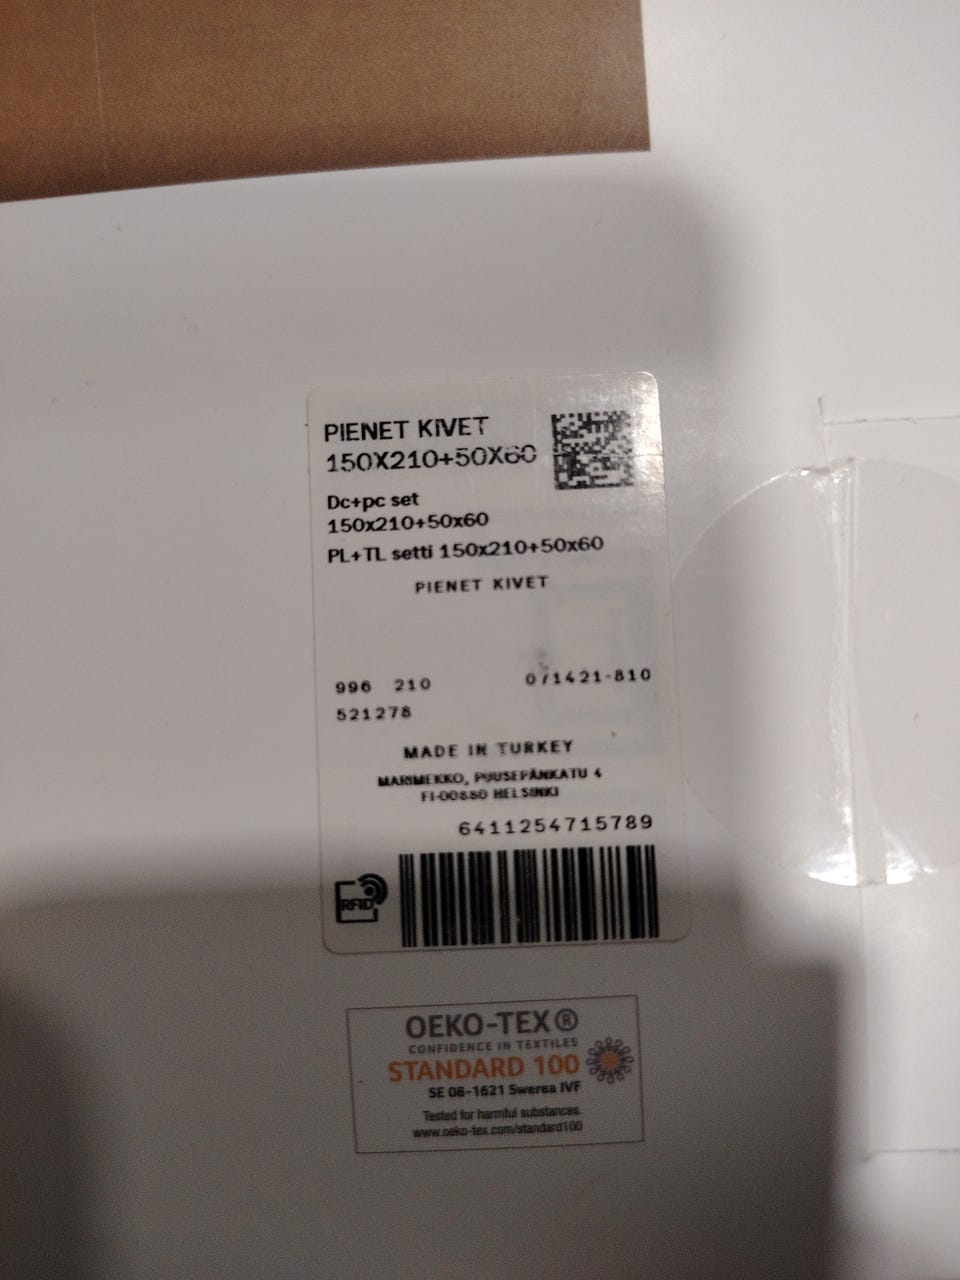 PIENET KIVET
150X210+50X60
Dc+pc set
150x210+50x60
PL+TL setti 150x210+50x60
PIENET KIVET
996 210 071421-810
521278
MADE IN TURKEY
MARIMEKKO, PUUSEPÄNKATU 4
FI-00880 HELSINKI
6411254715789
RFID
OEKO-TEX®
CONFIDENCE IN TEXTILES
STANDARD 100
SE 08-1621 Swerea IVF
Tested for harmful substances.
www.oeko-tex.com/standard100